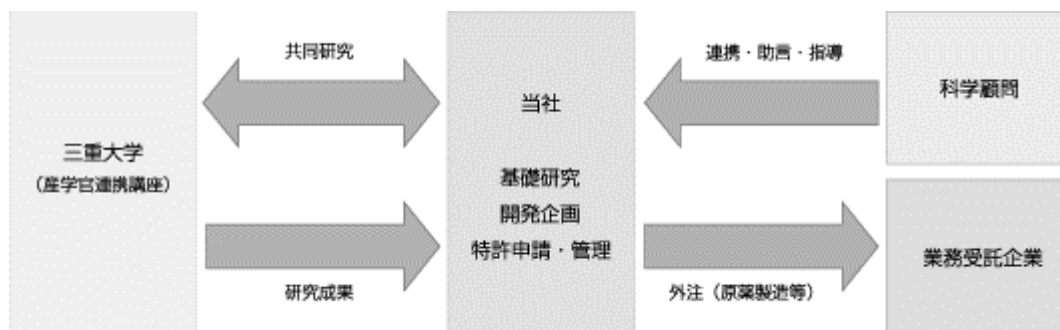 共同研究
連携・助言・指導
三重大学
(産学官連携講座)
当社
基礎研究
開発企画
特許申請・管理
科学顧問
業務受託企業
研究成果
外注（原薬製造等）